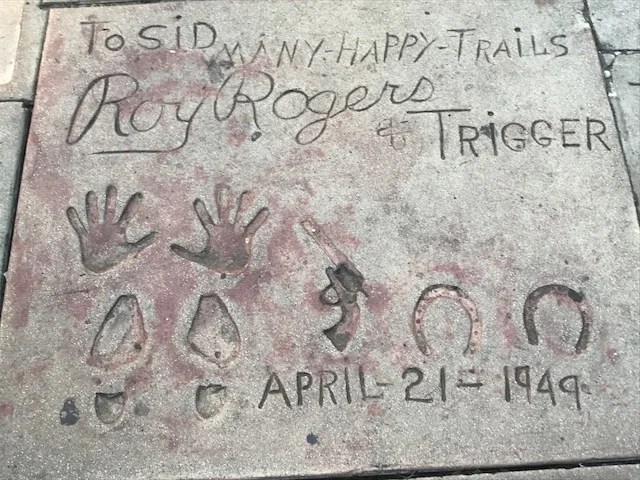 To SiD MANY-HAPPY-TRAiLS
Roy Rogers
& TRiGGER
APRIL-21=1949